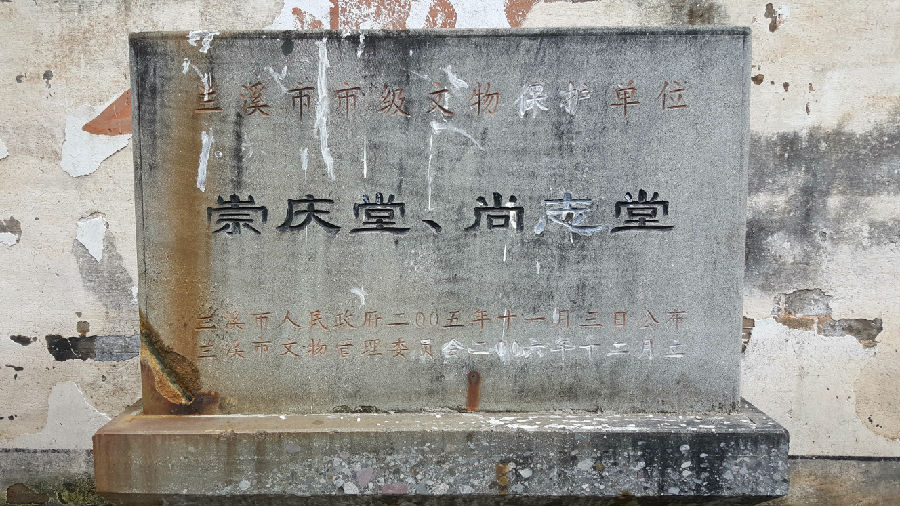 兰溪市市级文物保护单位
崇庆堂、尚志堂
兰溪市人民政府二00五年十一月三日公布
兰溪市文物管理委员会二00六年十二月立